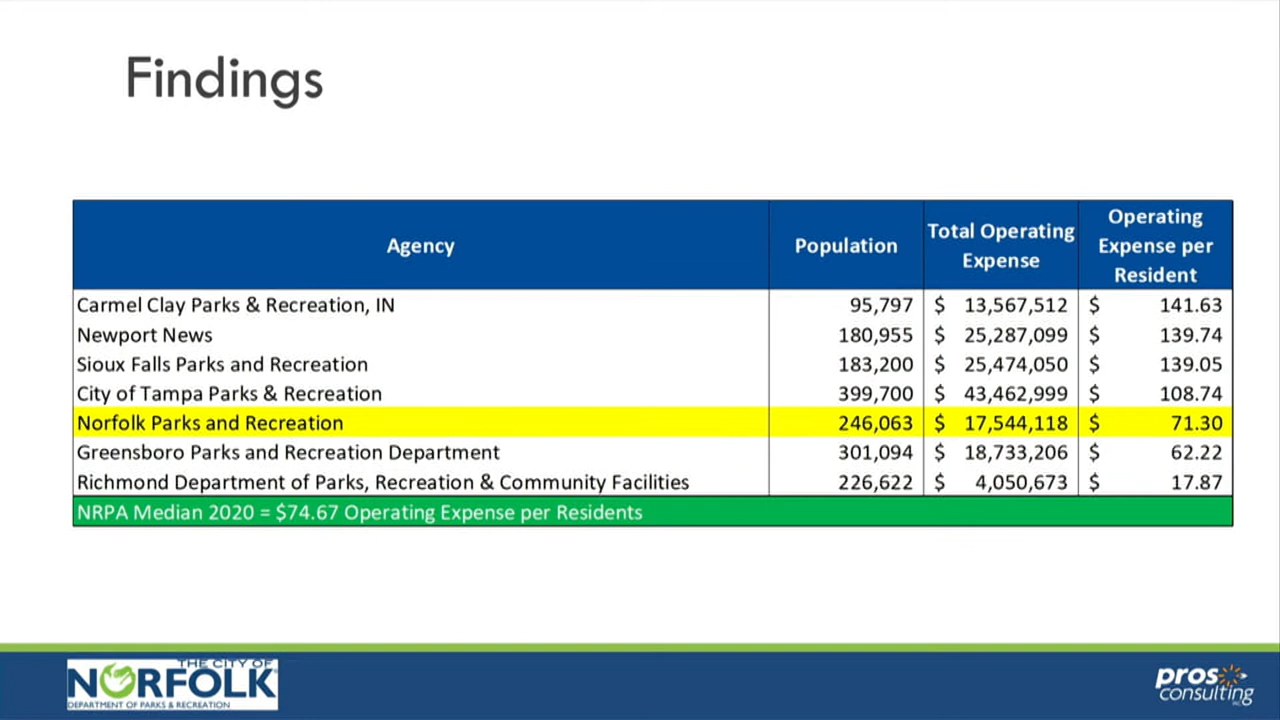 Findings
Agency
Population
Total Operating
Expense
Operating
Expense per
Resident
Carmel Clay Parks & Recreation, IN 95,797 $ 13,567,512 $ 141.63
Newport News 180,955 $ 25,287,099 $ 139.74
Sioux Falls Parks and Recreation 183,200 $ 25,474,050 $ 139.05
City of Tampa Parks & Recreation 399,700 $ 43,462,999 $ 108.74
Norfolk Parks and Recreation 246,063 $ 17,544,118 $ 71.30
Greensboro Parks and Recreation Department 301,094 $ 18,733,206 $ 62.22
Richmond Department of Parks, Recreation & Community Facilities 226,622 $ 4,050,673 $ 17.87
NRPA Median 2020 = $74.67 Operating Expense per Residents
THE CITY OF
NORFOLK
DEPARTMENT OF PARKS & RECREATION
pros
consulting
INC